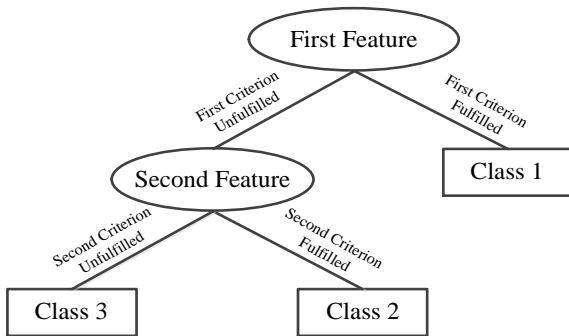 First Feature
First Criterion
Unfulfilled
First Criterion
Fulfilled
Class 1
Second Feature
Second Criterion
Unfulfilled
Second Criterion
Fulfilled
Class 3
Class 2